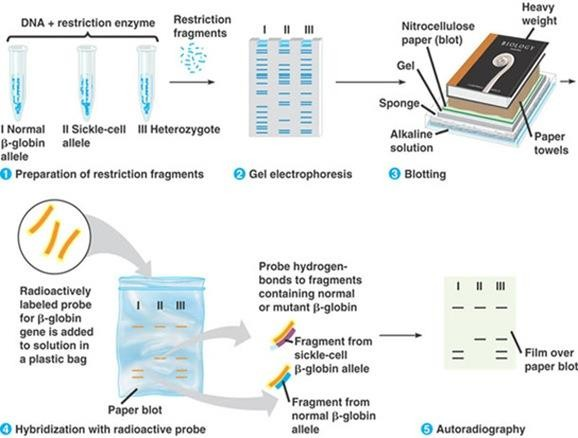 DNA + restriction enzyme
Restriction
fragments
I Normal
β-globin
allele
II Sickle-cell
allele
III Heterozygote
1 Preparation of restriction fragments
I II III
2 Gel electrophoresis
Heavy
weight
Nitrocellulose
paper (blot)
BIOLOGY
Gel
Sponge
Alkaline
solution
Paper
towels
3 Blotting
Radioactively
labeled probe
for β-globin
gene is added
to solution in
a plastic bag
I II III
Paper blot
4 Hybridization with radioactive probe
Probe hydrogen-
bonds to fragments
containing normal
or mutant β-globin
Fragment from
sickle-cell
β-globin allele
Fragment from
normal β-globin
allele
I II III
Film over
paper blot
5 Autoradiography